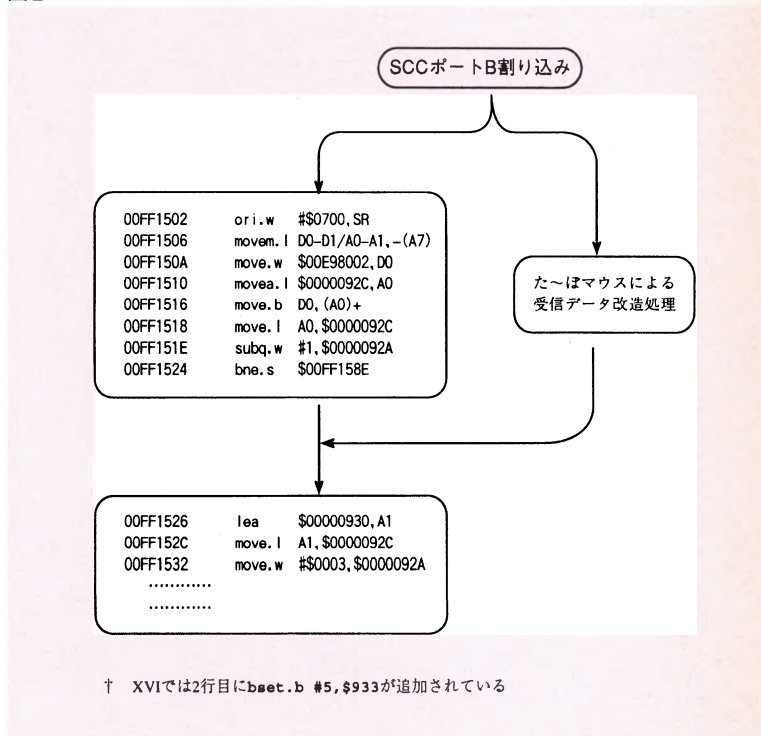 SCCポートB割り込み
00FF1502 ori.w #$0700,SR
00FF1506 movem.l D0-D1/A0-A1,-(A7)
00FF150A move.w $00E98002,D0
00FF1510 movea.l $0000092C,A0
00FF1516 move.b D0,(A0)+
00FF1518 move.l A0,$0000092C
00FF151E subq.w #1,$0000092A
00FF1524 bne.s $00FF158E
た～ぼマウスによる
受信データ改造処理
00FF1526 lea $00000930,A1
00FF152C move.l A1,$0000092C
00FF1532 move.w #$0003,$0000092A
…………
…………
† XVIでは2行目にbset.b #5,$933が追加されている